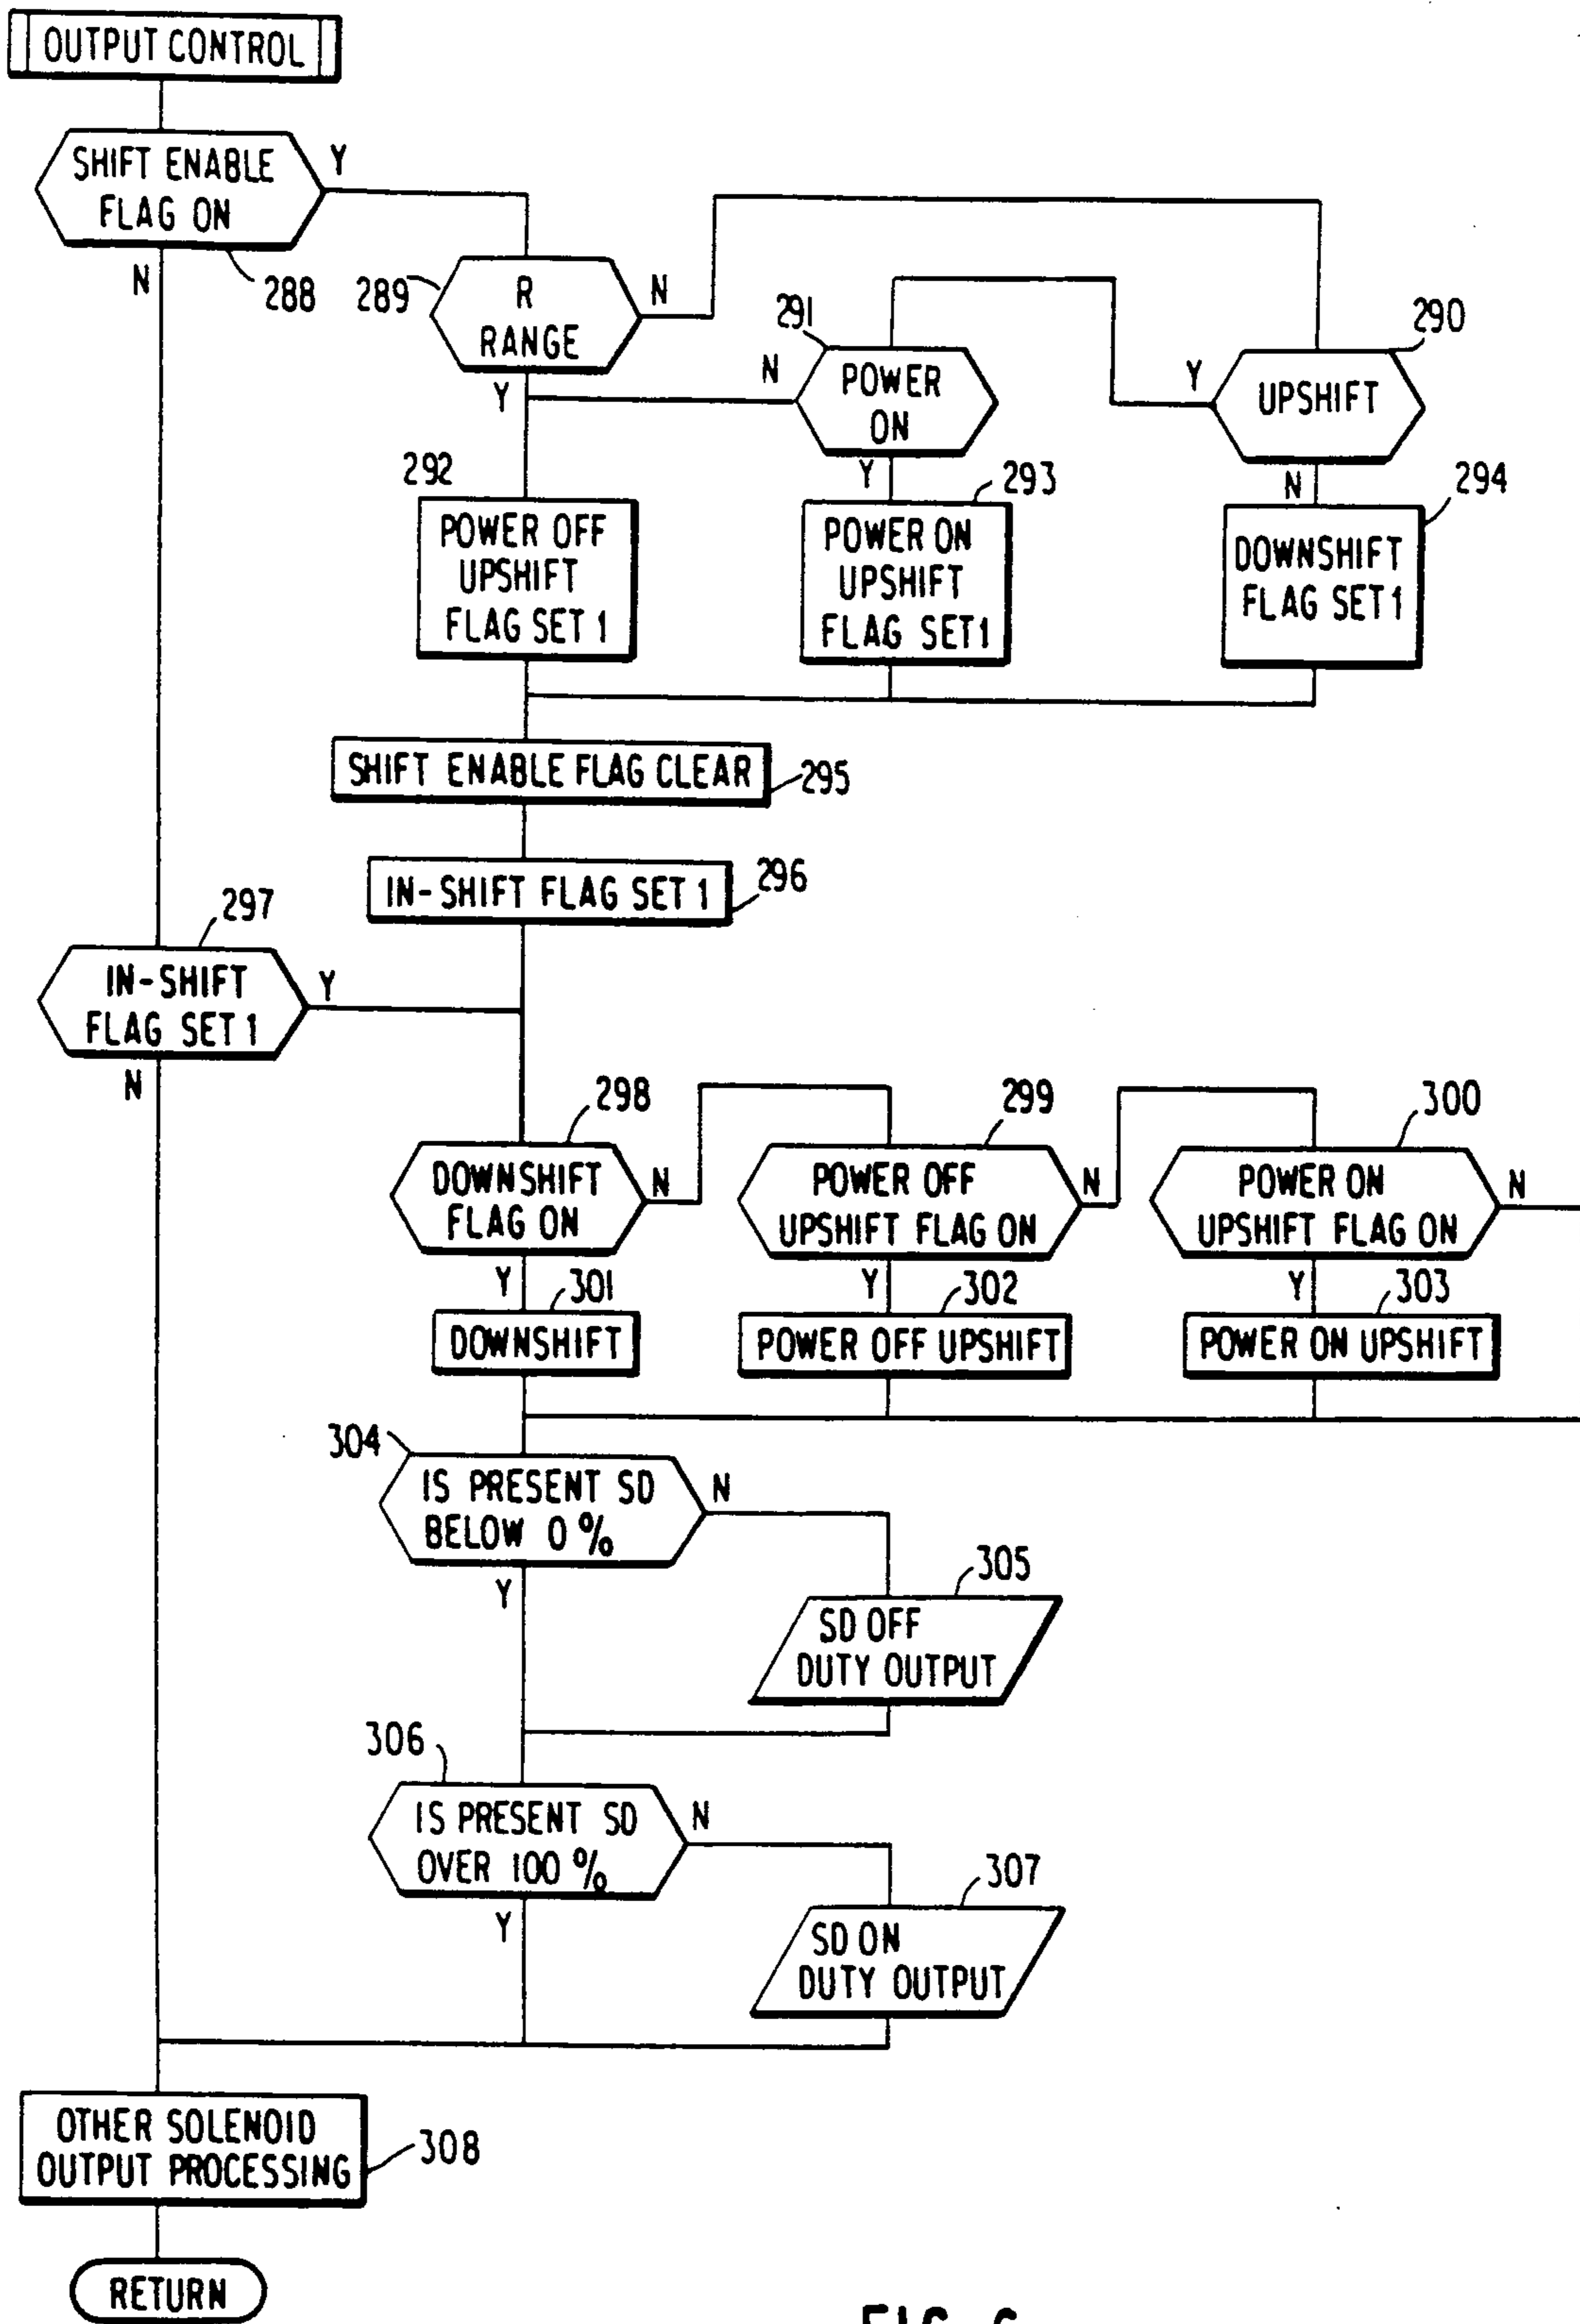 OUTPUT CONTROL
SHIFT ENABLE
FLAG ON
Y
N
288
289
R
RANGE
N
Y
291
POWER
ON
N
Y
290
UPSHIFT
Y
N
292
POWER OFF
UPSHIFT
FLAG SET 1
293
POWER ON
UPSHIFT
FLAG SET1
294
DOWNSHIFT
FLAG SET1
SHIFT ENABLE FLAG CLEAR
295
IN-SHIFT FLAG SET 1
296
297
IN-SHIFT
FLAG SET 1
Y
N
298
DOWNSHIFT
FLAG ON
N
Y
299
POWER OFF
UPSHIFT FLAG ON
N
Y
300
POWER ON
UPSHIFT FLAG ON
N
Y
301
DOWNSHIFT
302
POWER OFF UPSHIFT
303
POWER ON UPSHIFT
304
IS PRESENT SD
BELOW 0 %
N
Y
305
SD OFF
DUTY OUTPUT
306
IS PRESENT SD
OVER 100 %
N
Y
307
SD ON
DUTY OUTPUT
OTHER SOLENOID
OUTPUT PROCESSING
308
RETURN